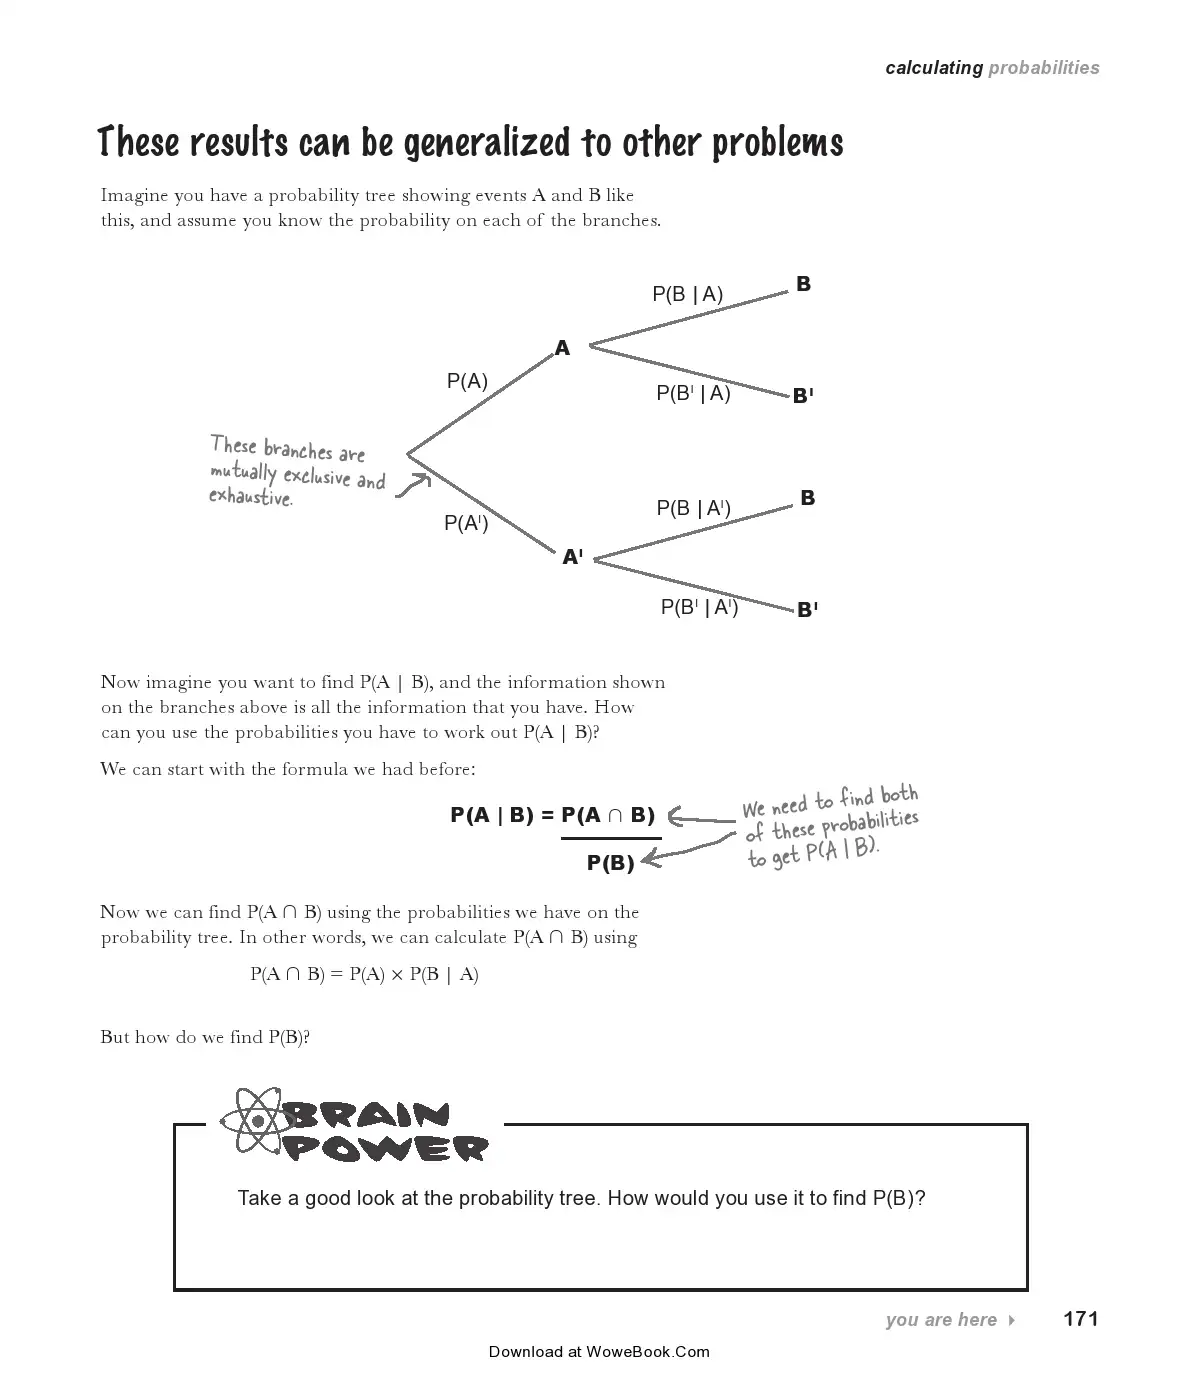 calculating probabilities
These results can be generalized to other problems
Imagine you have a probability tree showing events A and B like
this, and assume you know the probability on each of the branches.
P(B | A)
B
A
P(A)
P(B' | A)
B'
These branches are
mutually exclusive and
exhaustive.
P(B | A')
B
P(A')
A'
P(B' | A')
B'
Now imagine you want to find P(A | B), and the information shown
on the branches above is all the information that you have. How
can you use the probabilities you have to work out P(A | B)?
We can start with the formula we had before:
P(A | B) = P(A ∩ B)
P(B)
We need to find both
of these probabilities
to get P(A | B).
Now we can find P(A ∩ B) using the probabilities we have on the
probability tree. In other words, we can calculate P(A ∩ B) using
P(A ∩ B) = P(A) × P(B | A)
But how do we find P(B)?
BRAIN
POWER
Take a good look at the probability tree. How would you use it to find P(B)?
you are here 171
Download at WoweBook.Com